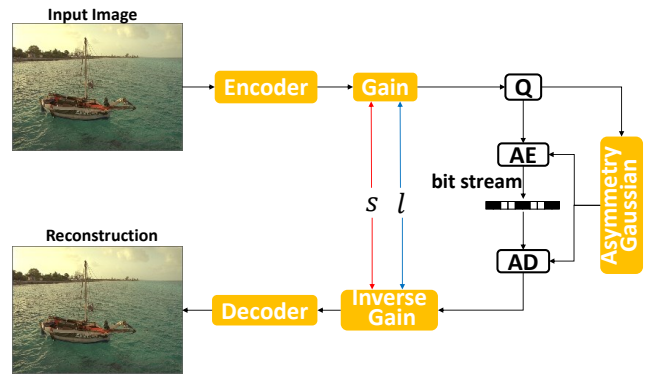 Input Image
Encoder
Gain
Q
AE
bit stream
s
l
Asymmetry
Gaussian
Reconstruction
AD
Decoder
Inverse
Gain